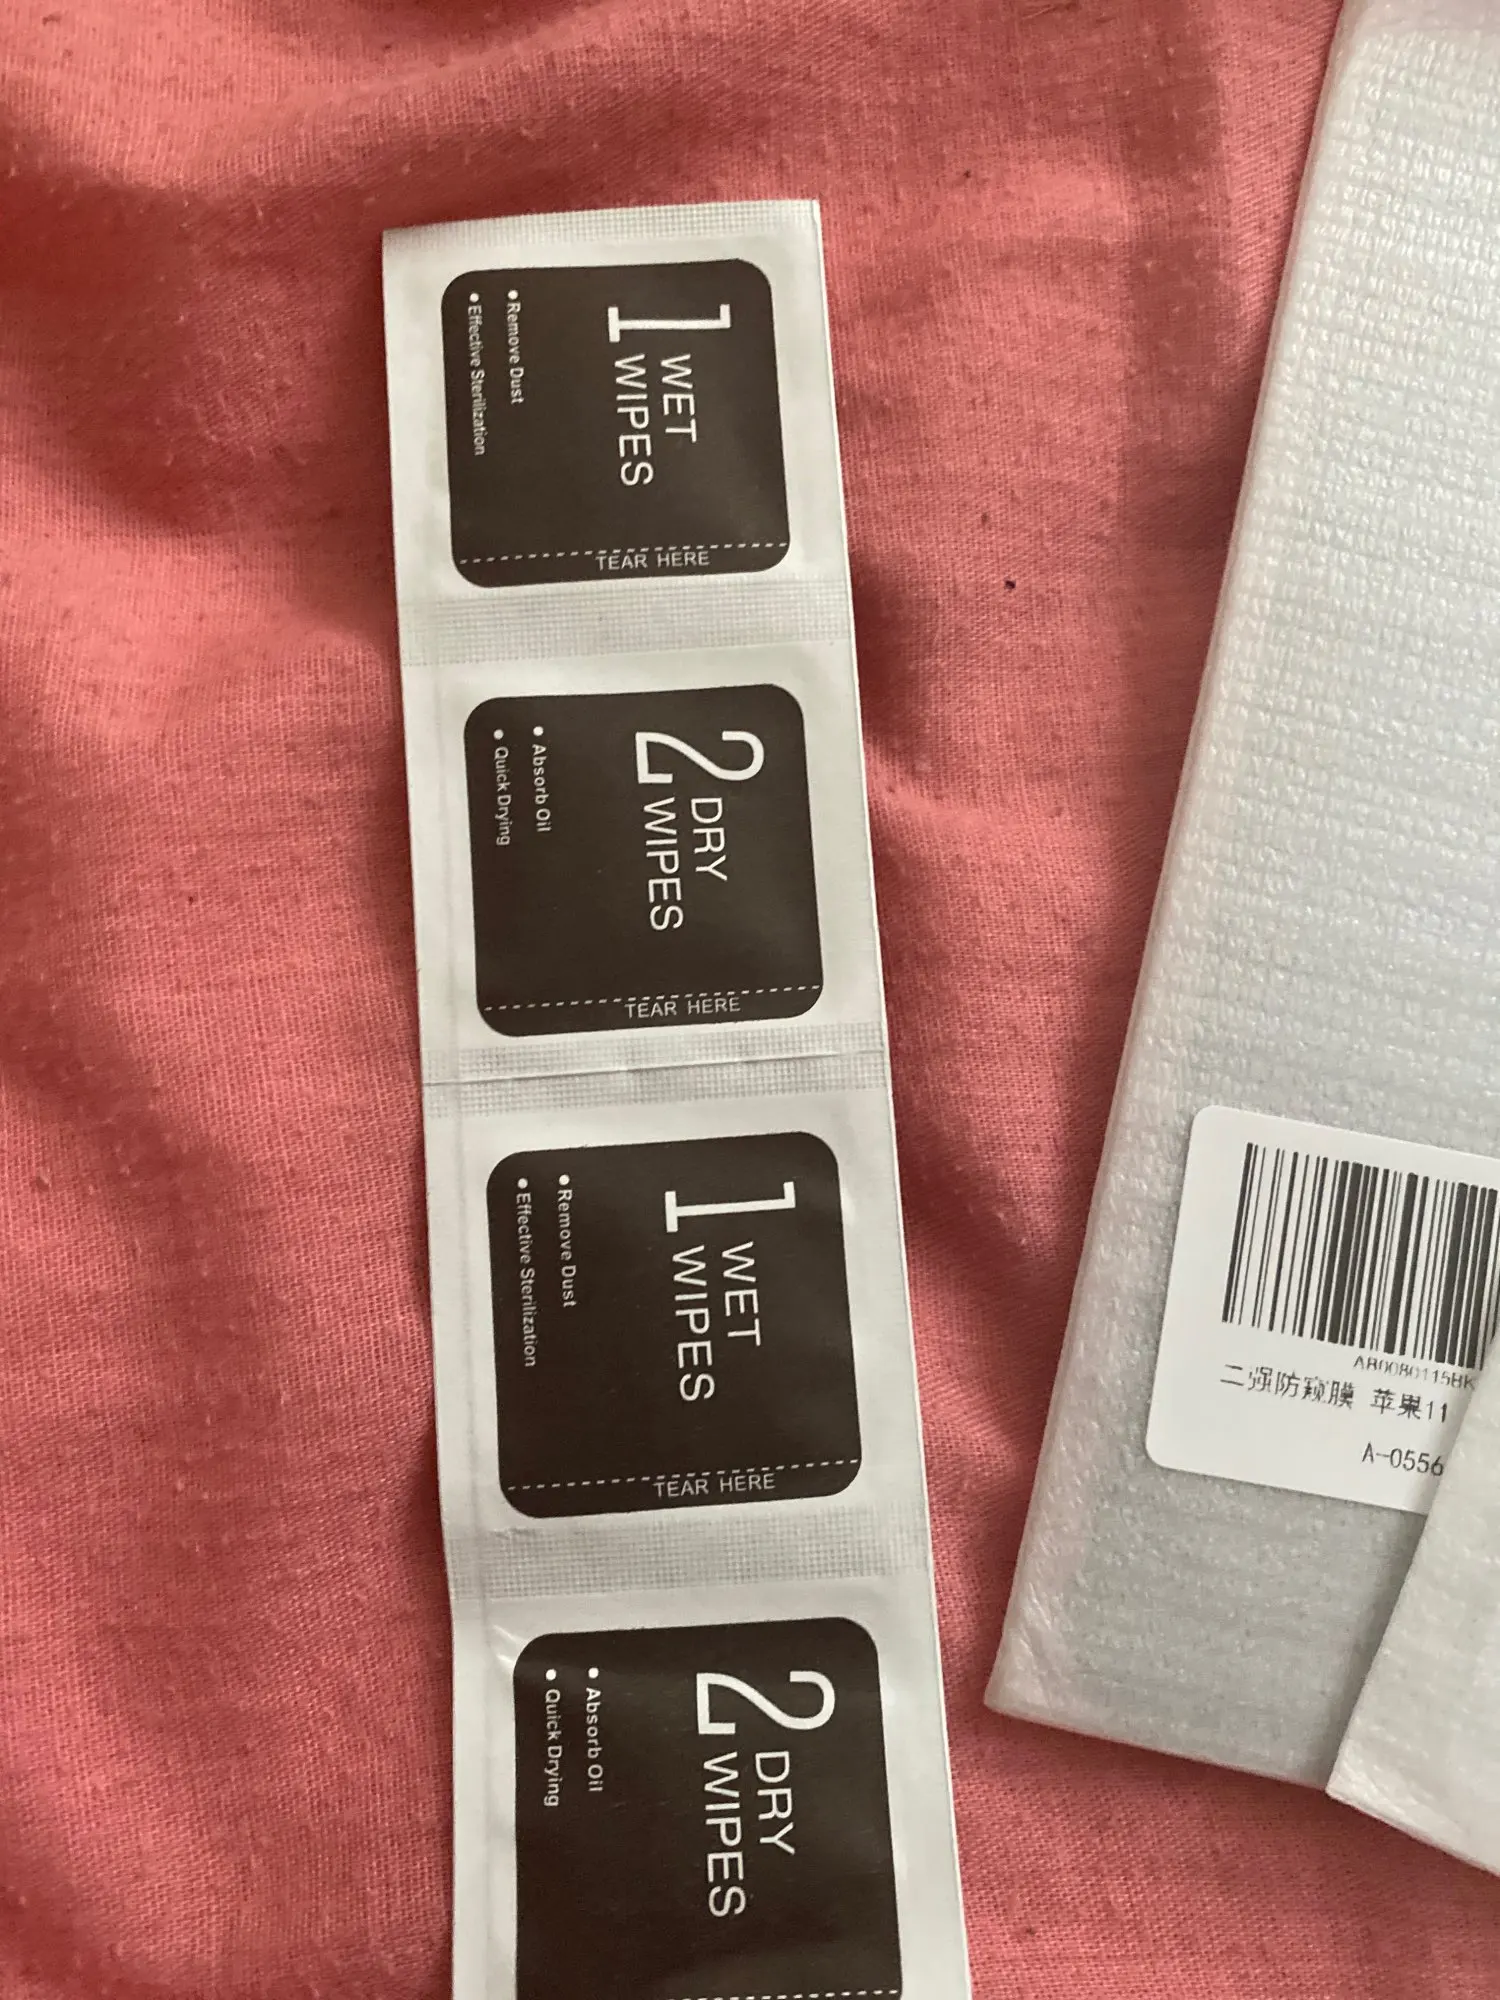 1 WET
WIPES
• Remove Dust
• Effective Sterilization
TEAR HERE
2 DRY
WIPES
• Absorb Oil
• Quick Drying
TEAR HERE
1 WET
WIPES
• Remove Dust
• Effective Sterilization
TEAR HERE
2 DRY
WIPES
• Absorb Oil
• Quick Drying
二强防窥膜 苹果11
A-0556